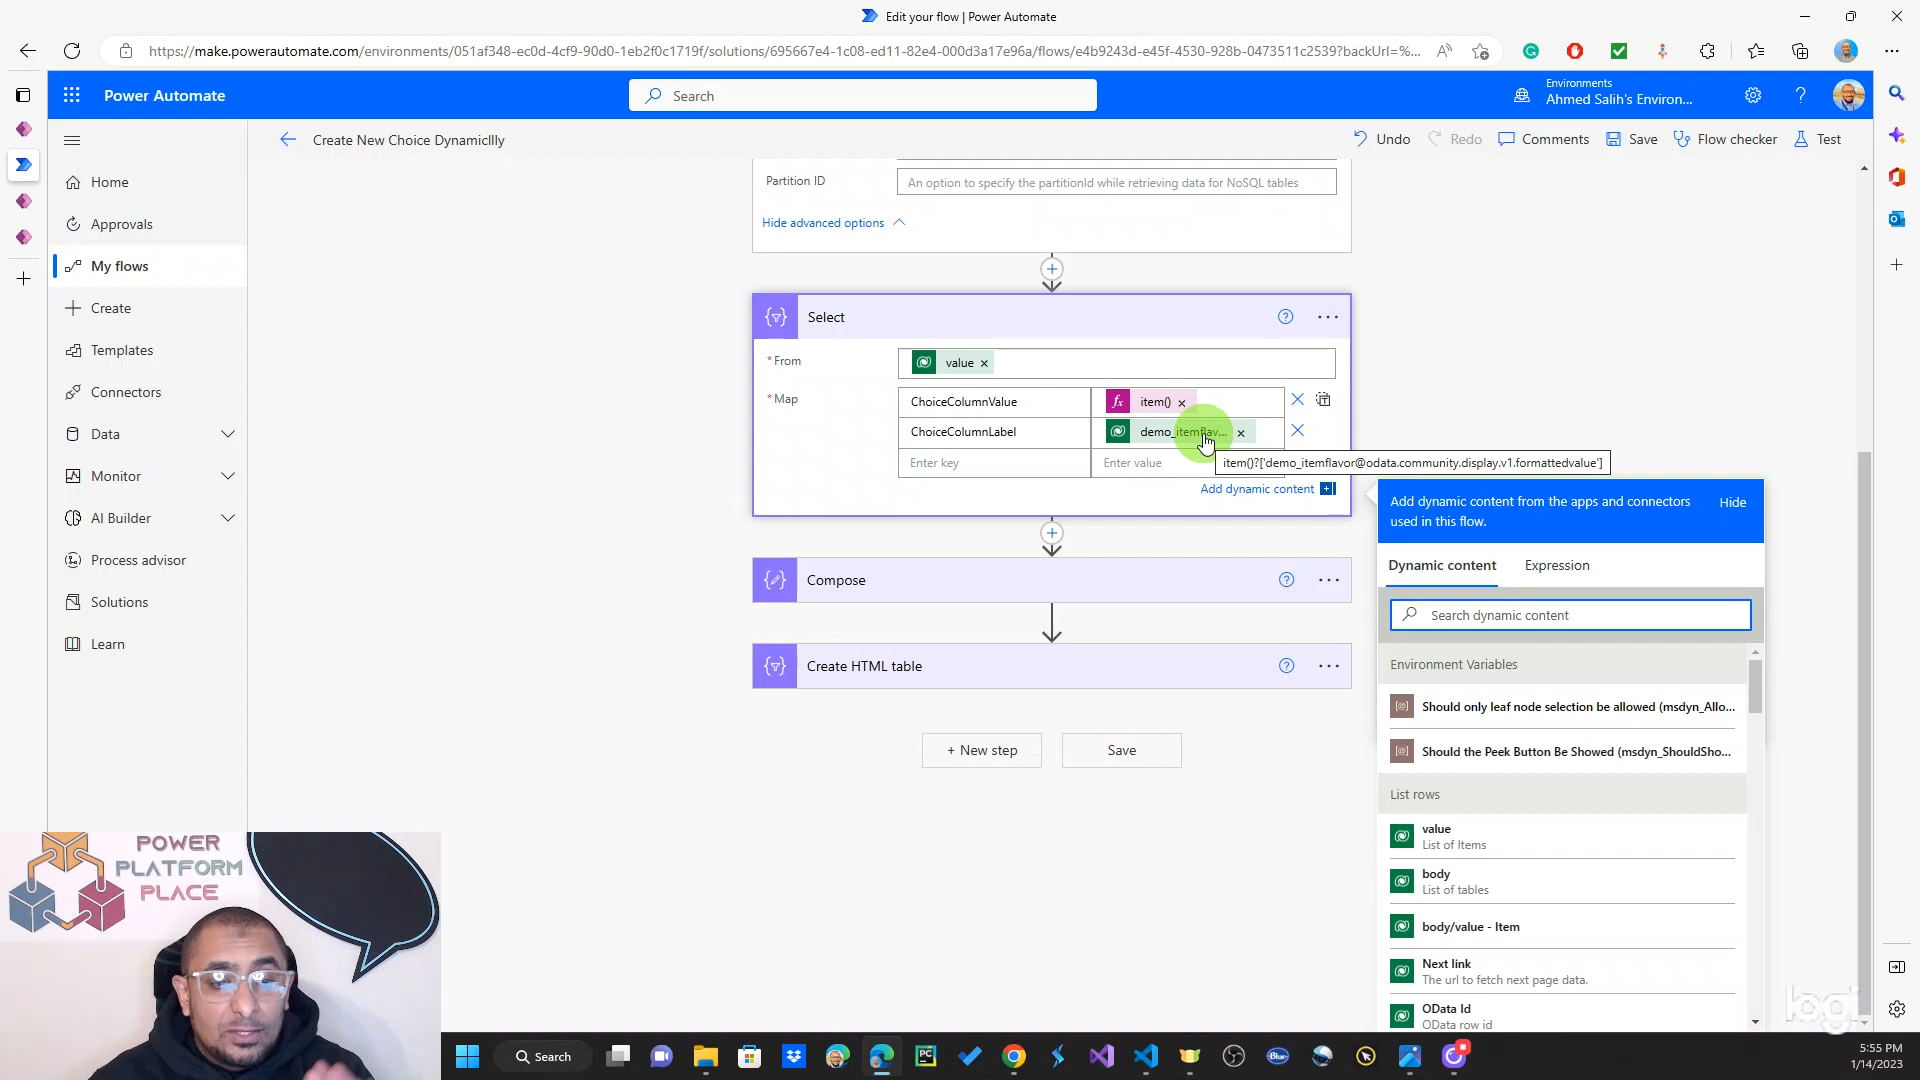 Edit your flow | Power Automate
https://make.powerautomate.com/environments/051af348-ec0d-4cf9-90d0-1eb2f0c1719f/solutions/695667e4-1c08-ed11-82e4-000d3a17e96a/flows/e4b9243d-e45f-4530-928b-0473511c2539?backUrl=%...
Power Automate
Search
Environments
Ahmed Salih's Environ...
Create New Choice Dynamicllly
Undo
Redo
Comments
Save
Flow checker
Test
Home
Approvals
My flows
Create
Templates
Connectors
Data
Monitor
AI Builder
Process advisor
Solutions
Learn
Partition ID
An option to specify the partitionId while retrieving data for NoSQL tables
Hide advanced options
Select
* From
value
* Map
ChoiceColumnValue
fx item()
ChoiceColumnLabel
demo_itemflav...
Enter key
Enter value
item()?['demo_itemflavor@odata.community.display.v1.formattedvalue']
Add dynamic content
Compose
Create HTML table
+ New step
Save
Add dynamic content from the apps and connectors
used in this flow.
Hide
Dynamic content
Expression
Search dynamic content
Environment Variables
Should only leaf node selection be allowed (msdyn_Allo...
Should the Peek Button Be Showed (msdyn_ShouldSho...
List rows
value
List of Items
body
List of tables
body/value - Item
Next link
The url to fetch next page data.
OData Id
OData row id
POWER
PLATFORM
PLACE
logi
Search
PC
Blue
5:55 PM
1/14/2023